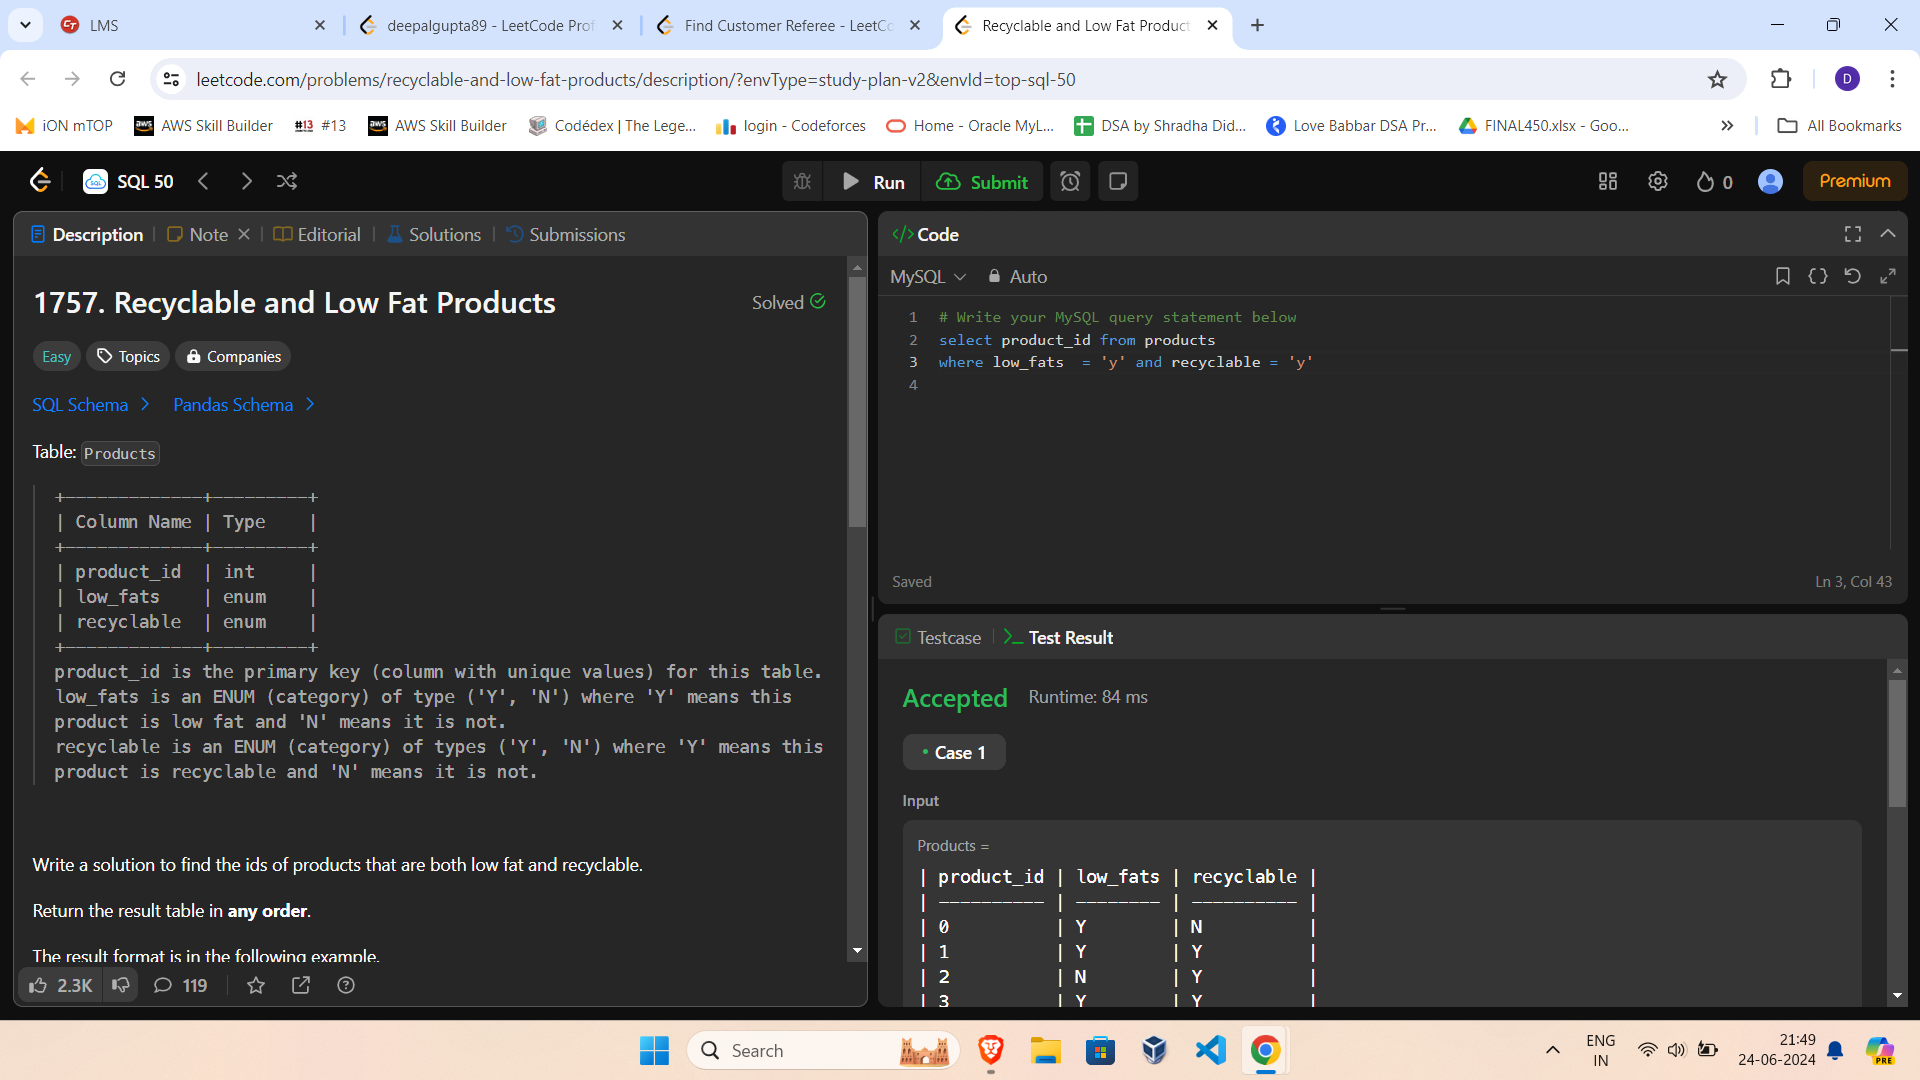 LMS
deepalgupta89 - LeetCode Prof
Find Customer Referee - LeetCo
Recyclable and Low Fat Product
leetcode.com/problems/recyclable-and-low-fat-products/description/?envType=study-plan-v2&envId=top-sql-50
D
iON mTOP
AWS Skill Builder
#13 #13
AWS Skill Builder
Codédex | The Lege...
login - Codeforces
Home - Oracle MyL...
DSA by Shradha Did...
Love Babbar DSA Pr...
FINAL450.xlsx - Goo...
All Bookmarks
SQL 50
Run
Submit
0
Premium
Description
Note
Editorial
Solutions
Submissions
1757. Recyclable and Low Fat Products
Solved
Easy
Topics
Companies
SQL Schema
Pandas Schema
Table: Products
+-------------+---------+
| Column Name | Type    |
+-------------+---------+
| product_id  | int     |
| low_fats    | enum    |
| recyclable  | enum    |
+-------------+---------+
product_id is the primary key (column with unique values) for this table.
low_fats is an ENUM (category) of type ('Y', 'N') where 'Y' means this
product is low fat and 'N' means it is not.
recyclable is an ENUM (category) of types ('Y', 'N') where 'Y' means this
product is recyclable and 'N' means it is not.
Write a solution to find the ids of products that are both low fat and recyclable.
Return the result table in any order.
The result format is in the following example.
2.3K
119
</> Code
MySQL
Auto
1 # Write your MySQL query statement below
2 select product_id from products
3 where low_fats  = 'y' and recyclable = 'y'
4
Saved
Ln 3, Col 43
Testcase
Test Result
Accepted
Runtime: 84 ms
Case 1
Input
Products =
| product_id | low_fats | recyclable |
| ---------- | -------- | ---------- |
| 0          | Y        | N          |
| 1          | Y        | Y          |
| 2          | N        | Y          |
| 3          | Y        | Y          |
Search
PRE
ENG
IN
21:49
24-06-2024